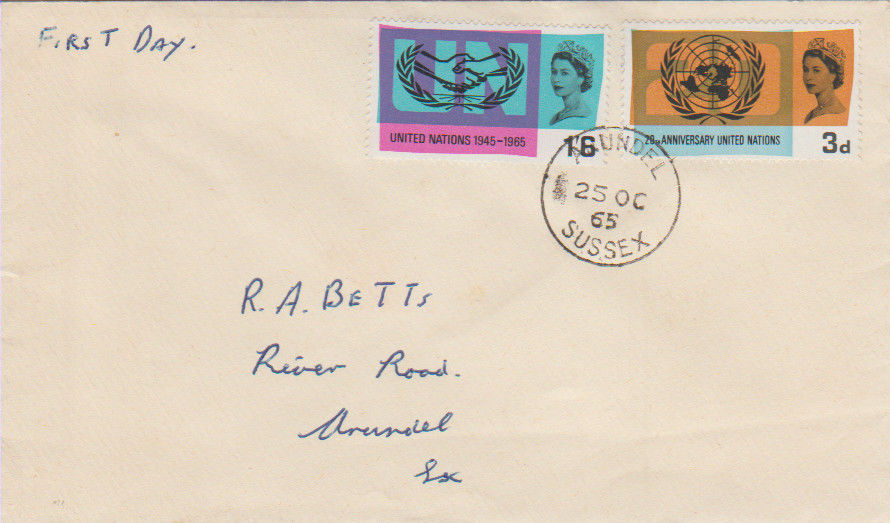 First Day.
UN
UNITED NATIONS 1945-1965
1'6
20th ANNIVERSARY UNITED NATIONS
3d
ARUNDEL
25 OC
65
SUSSEX
R. A. BETTs
River Road.
Arundel
Sx